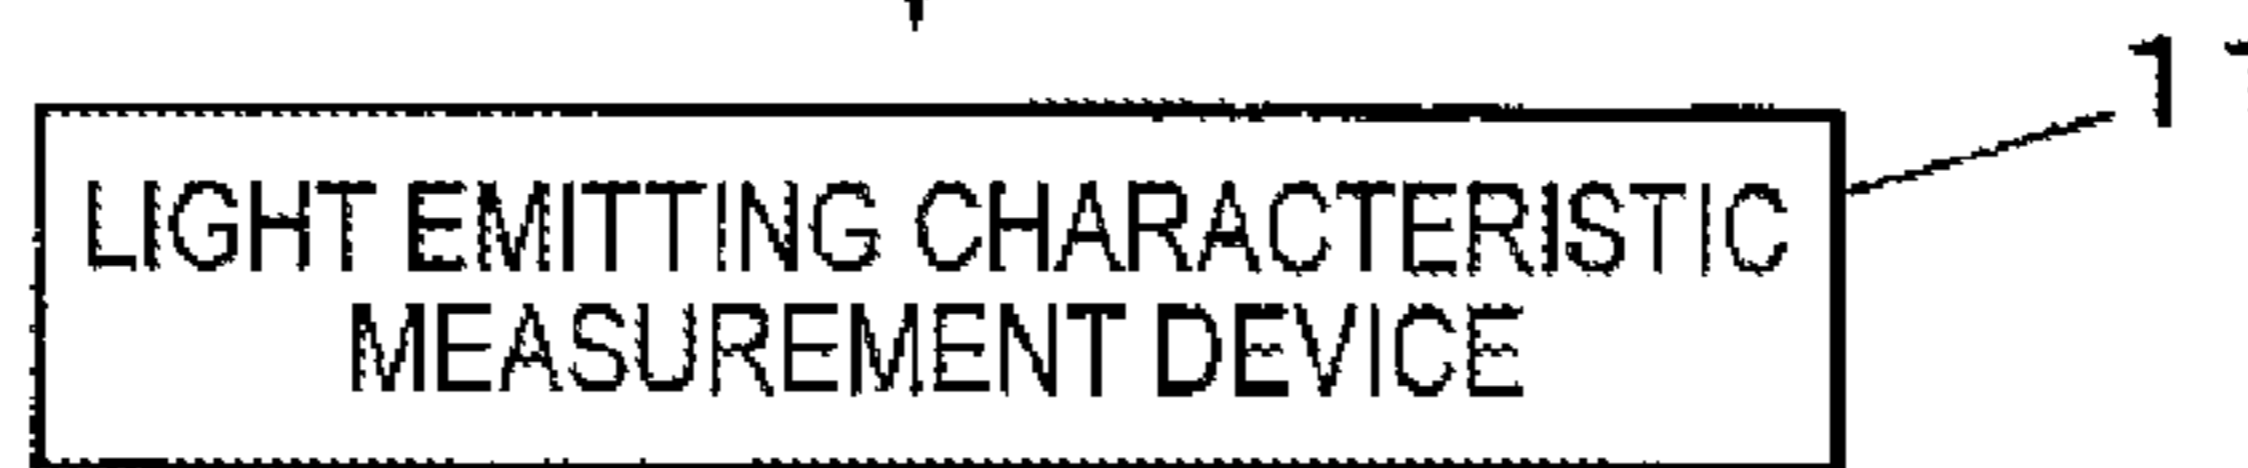 LIGHT EMITTING CHARACTERISTIC
MEASUREMENT DEVICE